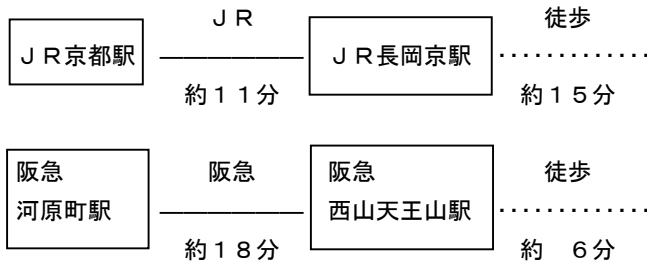 ＪＲ
徒歩
ＪＲ京都駅
ＪＲ長岡京駅
約１１分
約１５分
阪急
河原町駅
阪急
阪急
西山天王山駅
徒歩
約１８分
約　６分